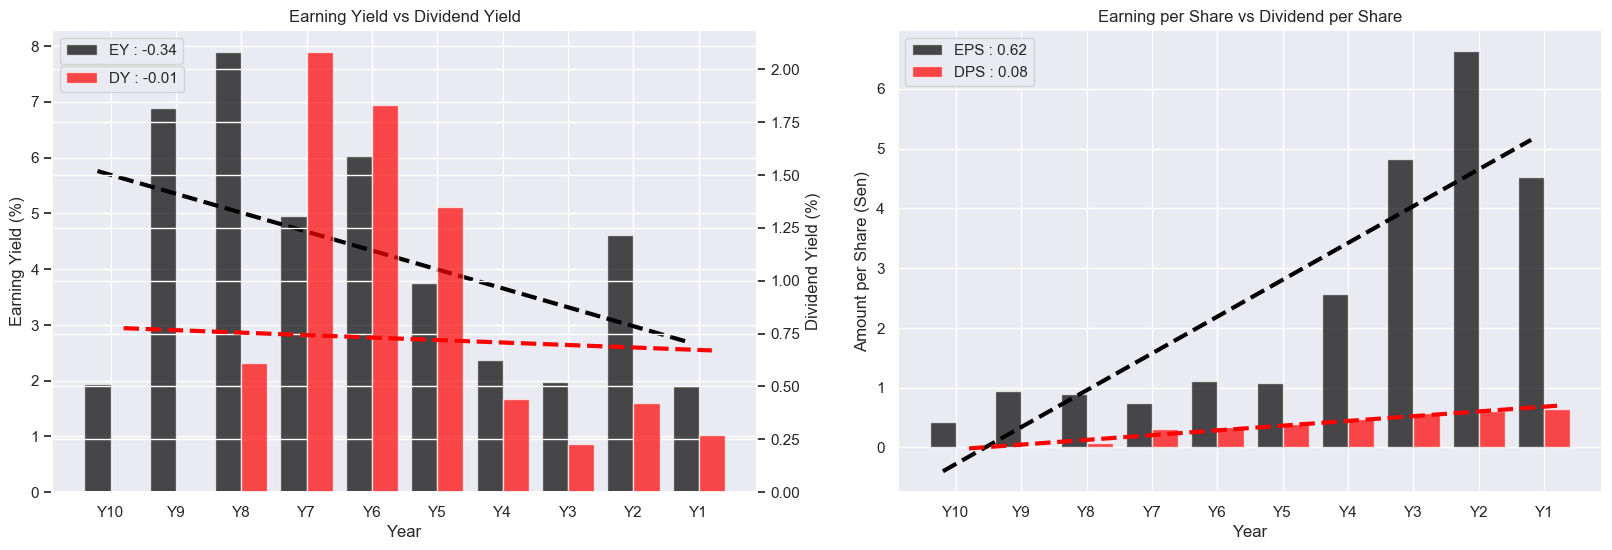 Earning Yield vs Dividend Yield
EY : -0.34
DY : -0.01
8
7
6
5
4
3
2
1
0
Earning Yield (%)
2.00
1.75
1.50
1.25
1.00
0.75
0.50
0.25
0.00
Dividend Yield (%)
Y10 Y9 Y8 Y7 Y6 Y5 Y4 Y3 Y2 Y1
Year
Earning per Share vs Dividend per Share
EPS : 0.62
DPS : 0.08
6
5
4
3
2
1
0
Amount per Share (Sen)
Y10 Y9 Y8 Y7 Y6 Y5 Y4 Y3 Y2 Y1
Year